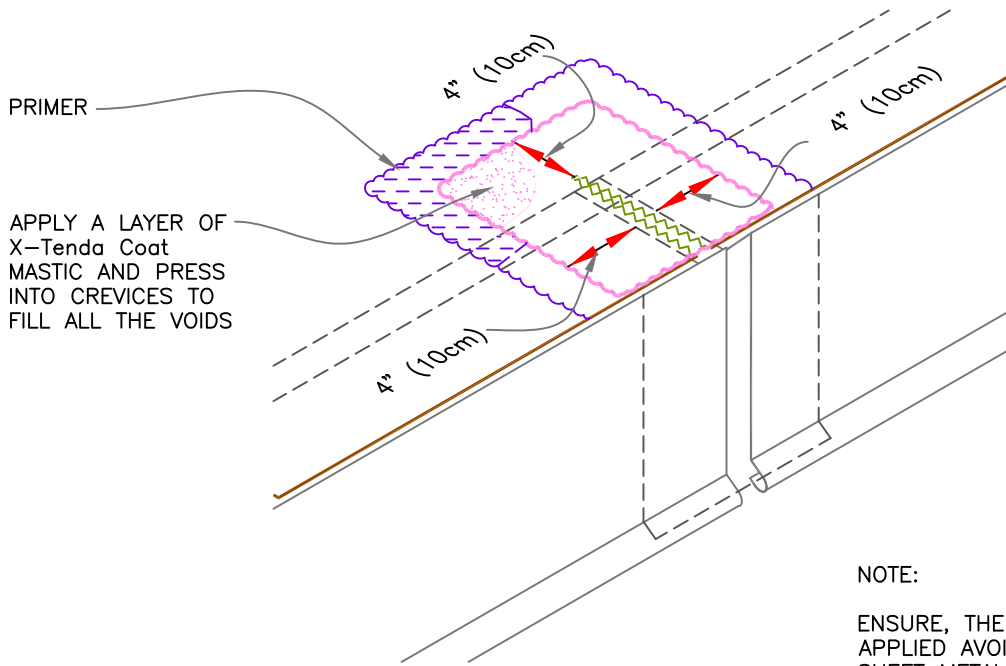 4” (10cm)
4” (10cm)
PRIMER
APPLY A LAYER OF
X–Tenda Coat
MASTIC AND PRESS
INTO CREVICES TO
FILL ALL THE VOIDS
4” (10cm)
NOTE:
ENSURE, THE
APPLIED
SHEET